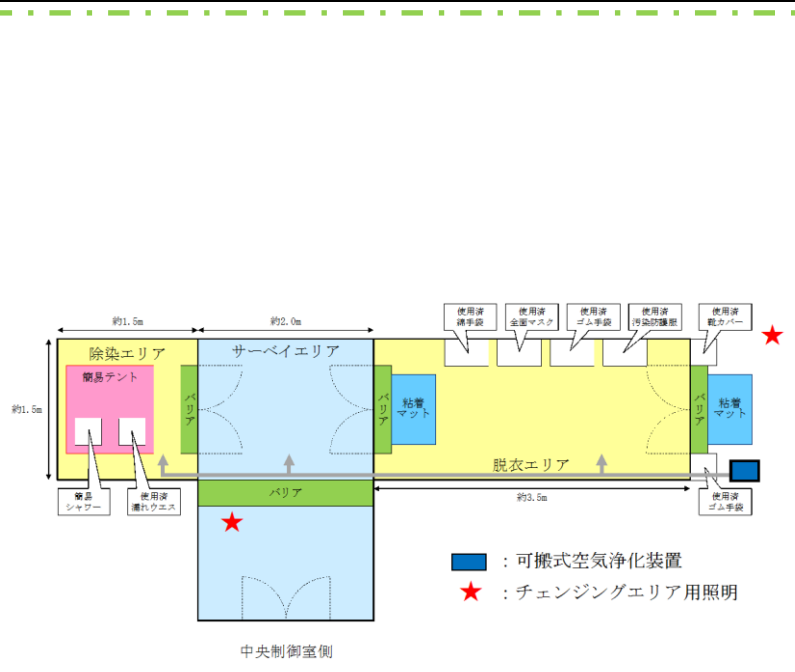 使用済
綿手袋
使用済
全面マスク
使用済
ゴム手袋
使用済
汚染防護服
使用済
靴カバー
約1.5m
約2.0m
除染エリア
サーベイエリア
簡易テント
約1.5m
バリア
バリア
粘着
マット
バリア
粘着
マット
脱衣エリア
簡易
シャワー
使用済
濡れウエス
バリア
約3.5m
使用済
ゴム手袋
：可搬式空気浄化装置
：チェンジングエリア用照明
中央制御室側